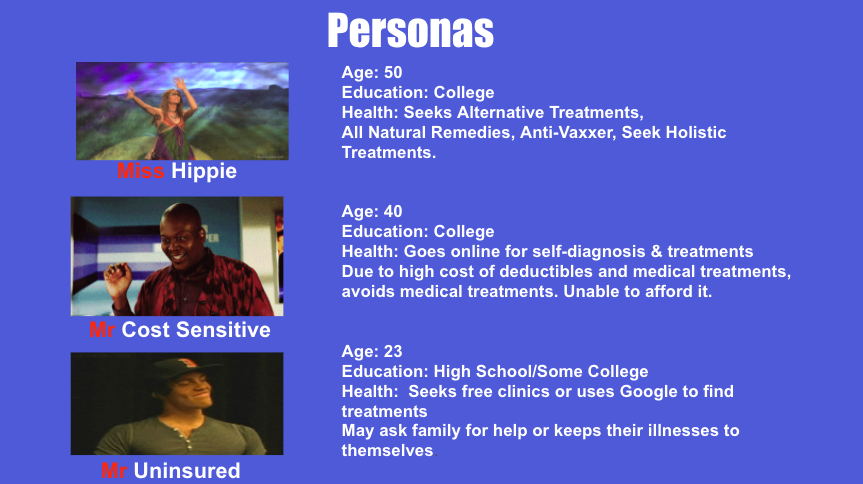 Personas
Age: 50
Education: College
Health: Seeks Alternative Treatments,
All Natural Remedies, Anti-Vaxxer, Seek Holistic
Treatments.
Miss Hippie
Age: 40
Education: College
Health: Goes online for self-diagnosis & treatments
Due to high cost of deductibles and medical treatments,
avoids medical treatments. Unable to afford it.
Mr Cost Sensitive
Age: 23
Education: High School/Some College
Health:  Seeks free clinics or uses Google to find
treatments
May ask family for help or keeps their illnesses to
themselves.
Mr Uninsured